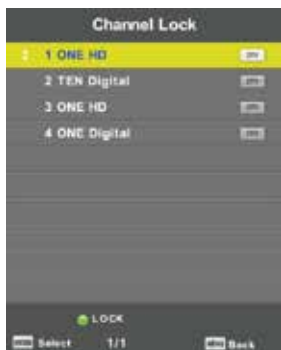 Channel Lock
1 ONE HD
2 TEN Digital
3 ONE HD
4 ONE Digital
LOCK
Select 1/1 Back